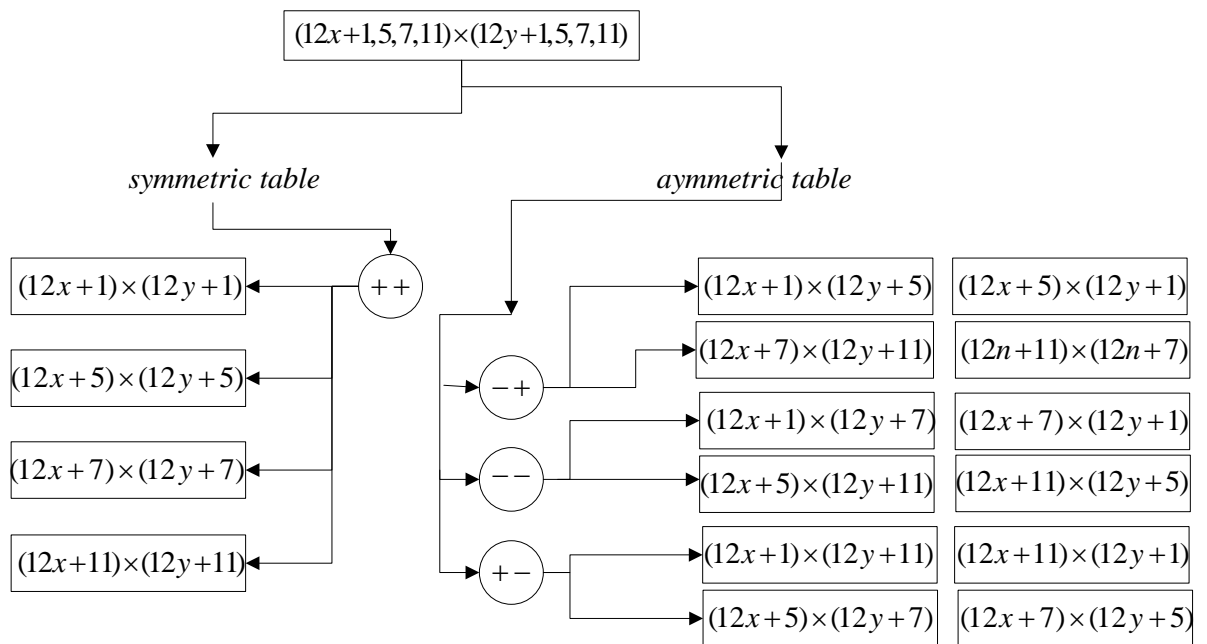 (12x+1,5,7,11)×(12y+1,5,7,11)
symmetric table
aymmetric table
++
(12x+1)×(12y+1)
(12x+5)×(12y+5)
(12x+7)×(12y+7)
(12x+11)×(12y+11)
−+
(12x+1)×(12y+5) (12x+5)×(12y+1)
(12x+7)×(12y+11) (12n+11)×(12n+7)
−−
(12x+1)×(12y+7) (12x+7)×(12y+1)
(12x+5)×(12y+11) (12x+11)×(12y+5)
+−
(12x+1)×(12y+11) (12x+11)×(12y+1)
(12x+5)×(12y+7) (12x+7)×(12y+5)